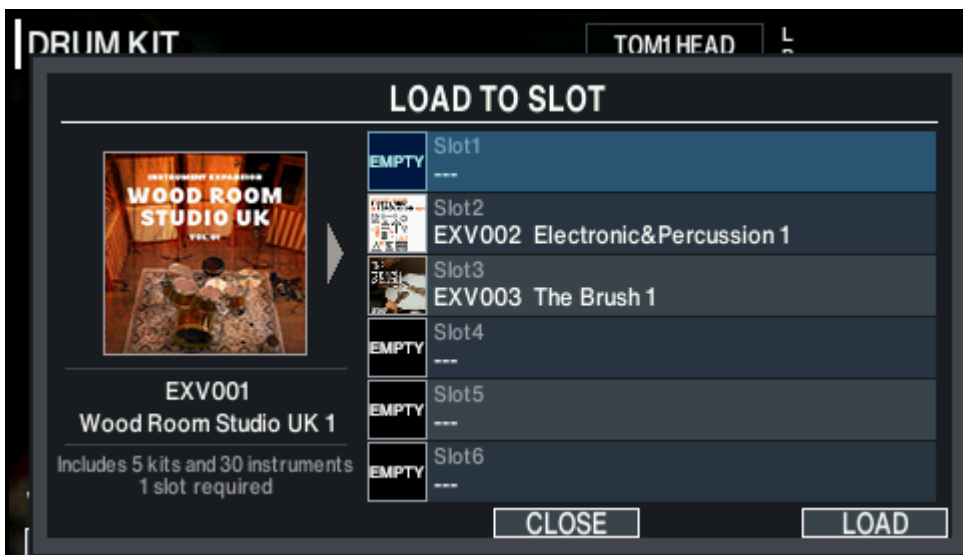 DRUM KIT
TOM1 HEAD
L
LOAD TO SLOT
INSTRUMENT EXPANSION
WOOD ROOM
STUDIO UK
VOL.01
EXV001
Wood Room Studio UK 1
Includes 5 kits and 30 instruments
1 slot required
EMPTY
Slot1
---
Slot2
EXV002 Electronic&Percussion 1
Slot3
EXV003 The Brush 1
EMPTY
Slot4
---
EMPTY
Slot5
---
EMPTY
Slot6
---
CLOSE
LOAD